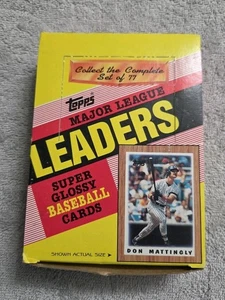 Collect the Complete
Set of 77
Topps
MAJOR LEAGUE
LEADERS
SUPER
GLOSSY
BASEBALL
CARDS
SHOWN ACTUAL SIZE
DON MATTINGLY